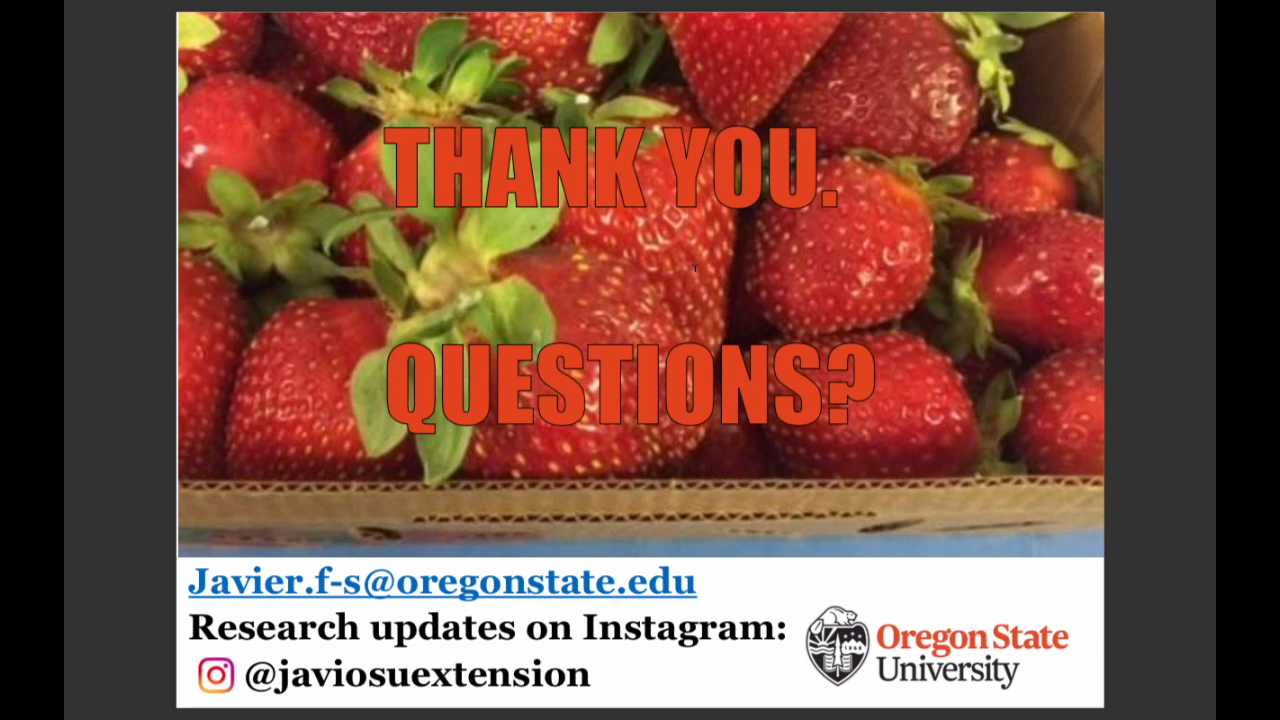 THANK YOU.
QUESTIONS?
Javier.f-s@oregonstate.edu
Research updates on Instagram:
@javiosuextension
Oregon State
University